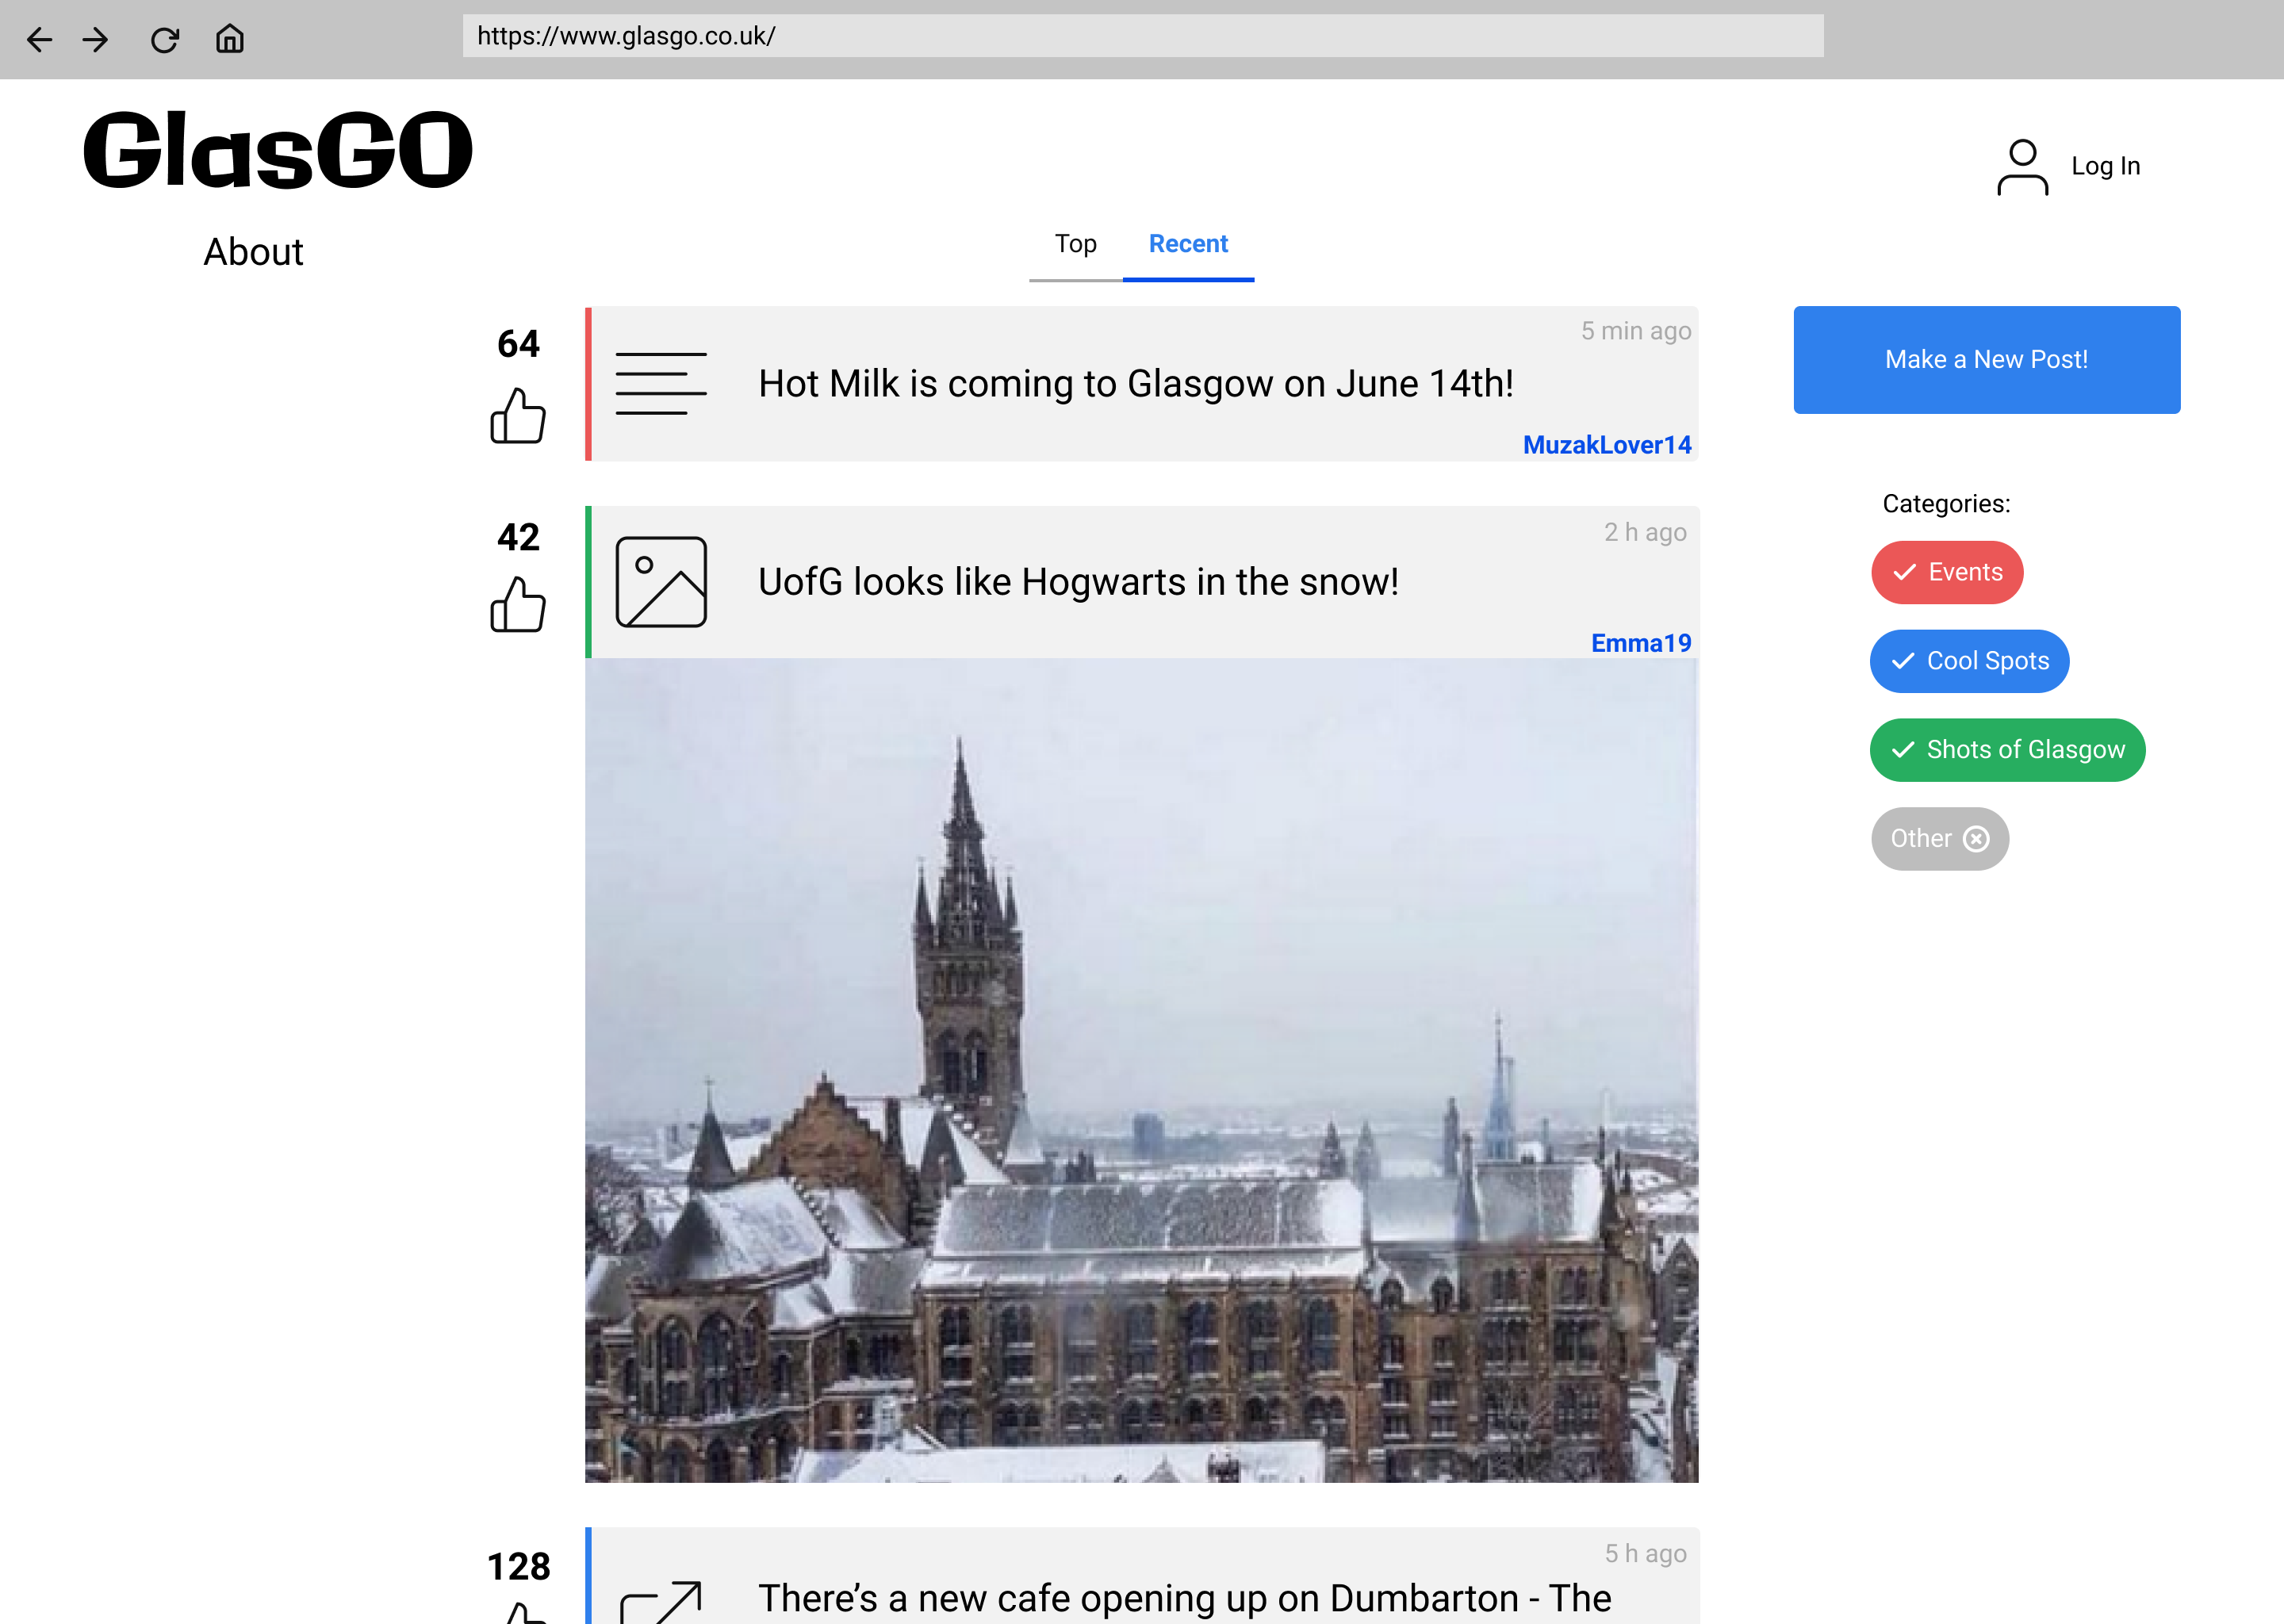 https://www.glasgo.co.uk/
GlasGO
Log In
About
Top
Recent
64
5 min ago
Hot Milk is coming to Glasgow on June 14th!
MuzakLover14
Make a New Post!
42
2 h ago
UofG looks like Hogwarts in the snow!
Emma19
Categories:
Events
Cool Spots
Shots of Glasgow
Other
128
5 h ago
There’s a new cafe opening up on Dumbarton - The